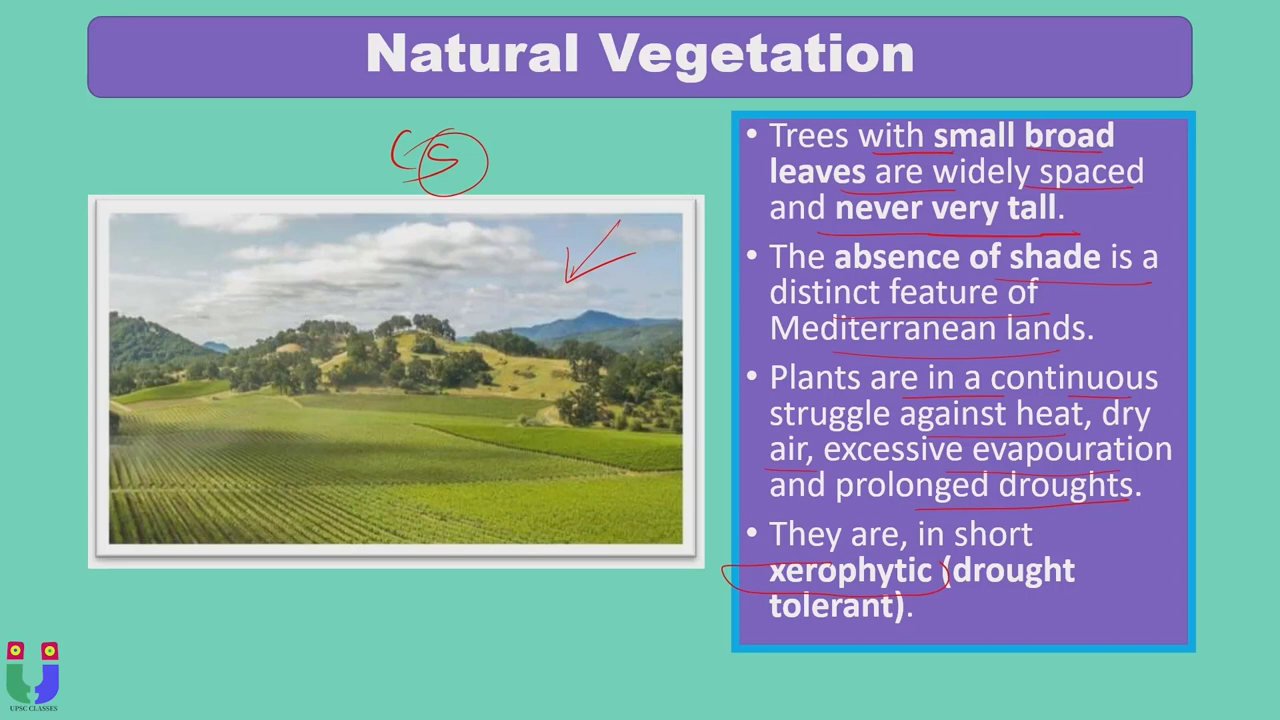 Natural Vegetation
• Trees with small broad
leaves are widely spaced
and never very tall.
• The absence of shade is a
distinct feature of
Mediterranean lands.
• Plants are in a continuous
struggle against heat, dry
air, excessive evapouration
and prolonged droughts.
• They are, in short
xerophytic (drought
tolerant).
UPSC CLASSES